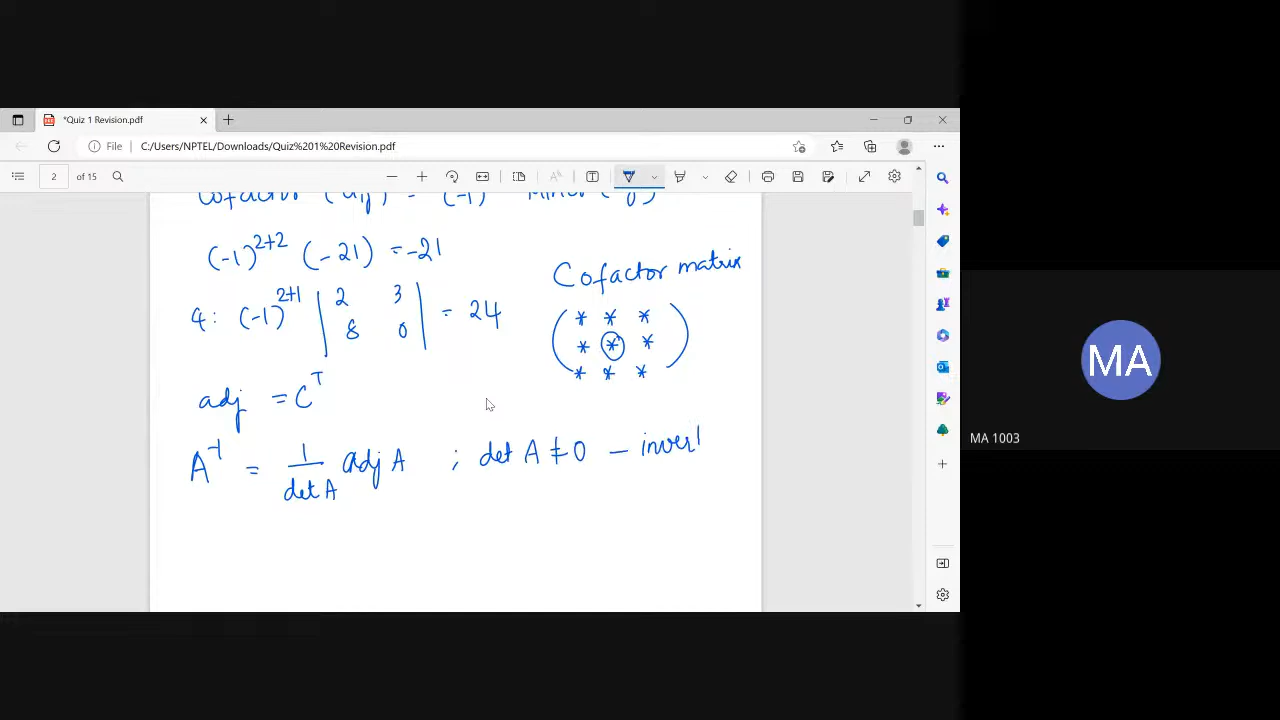 *Quiz 1 Revision.pdf
File C:/Users/NPTEL/Downloads/Quiz%201%20Revision.pdf
2 of 15
(-1)^{2+2} (-21) = -21
Cofactor matrix
4: (-1)^{2+1} | 2 3 | = 24
8 0
* * *
* * *
* * *
adj = C^T
A^{-1} = 1/det A adj A ; det A ≠ 0 – invert
MA
MA 1003